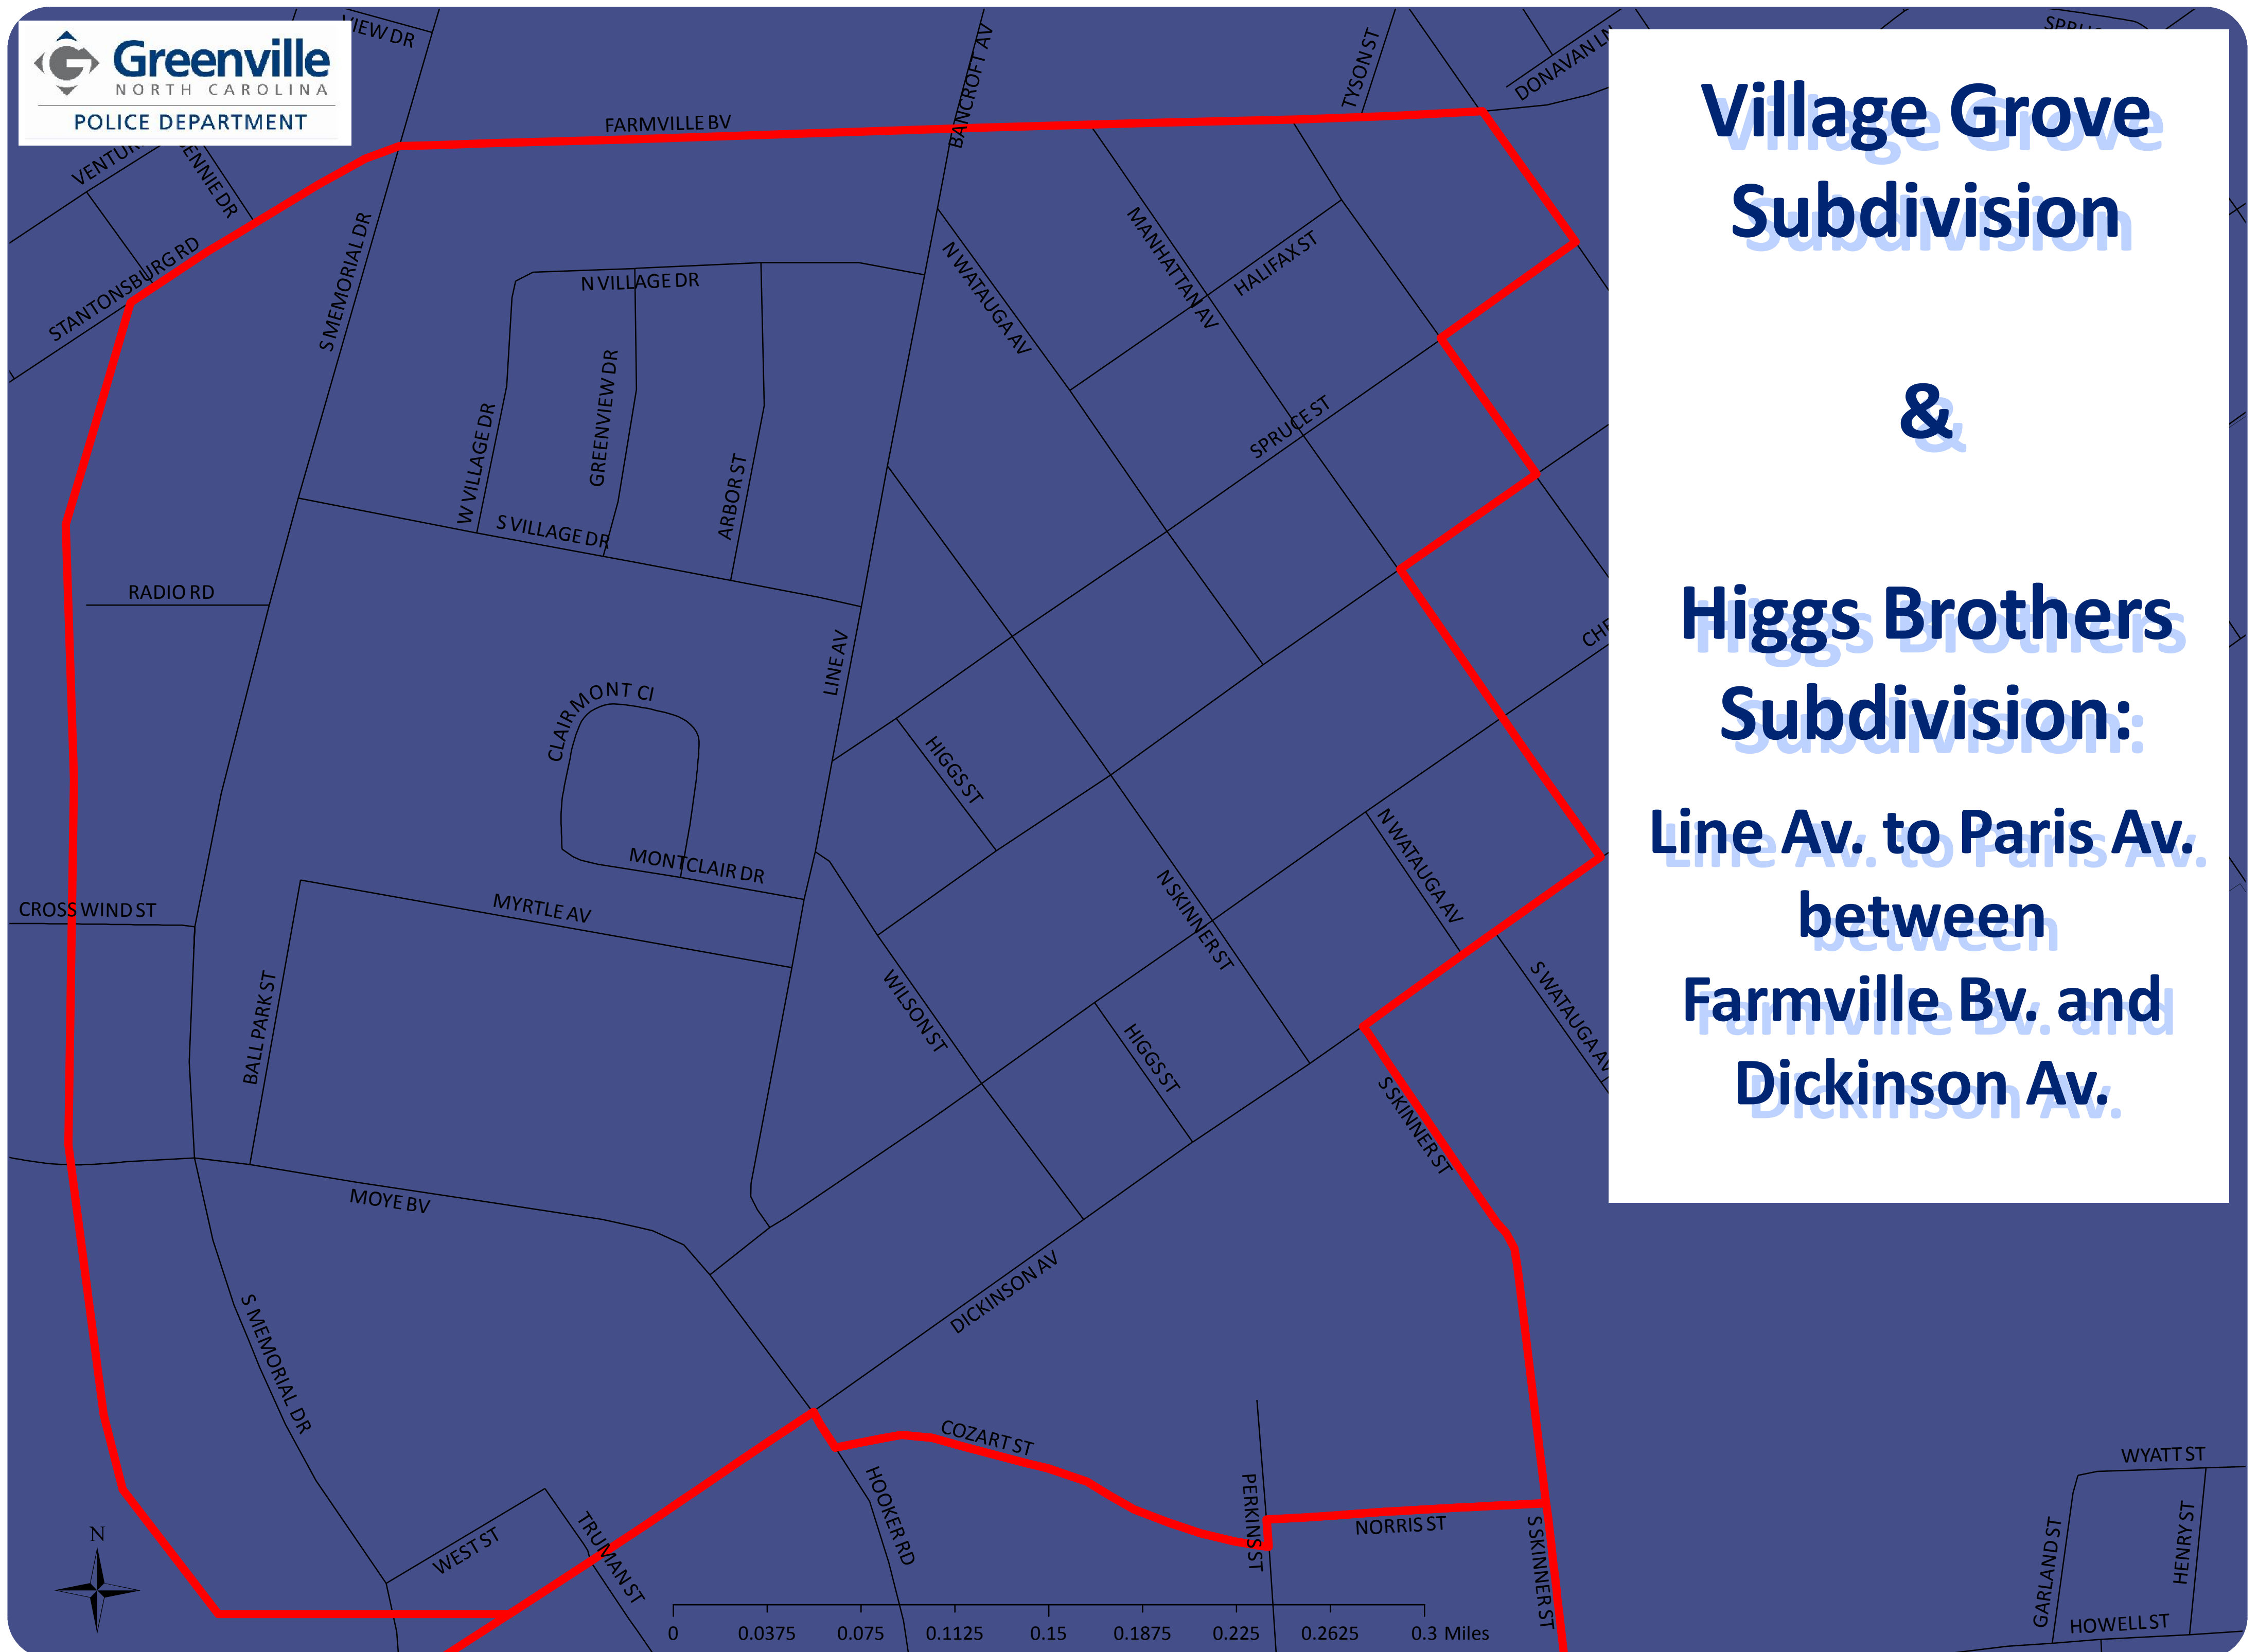 Greenville
NORTH CAROLINA
POLICE DEPARTMENT
Village Grove
Subdivision
&
Higgs Brothers
Subdivision:
Line Av. to Paris Av.
between
Farmville Bv. and
Dickinson Av.
FARMVILLE BV
BANCROFT AV
TYSON ST
DONAVAN LN
STANTONSBURG RD
S MEMORIAL DR
N VILLAGE DR
N WATAUGA AV
MANHATTAN AV
HALIFAX ST
W VILLAGE DR
GREENVIEW DR
ARBOR ST
SPRUCE ST
S VILLAGE DR
RADIO RD
LINE AV
CLAIRMONT CI
HIGGS ST
MONTCLAIR DR
MYRTLE AV
CROSS WIND ST
N WATAUGA AV
N SKINNER ST
WILSON ST
S WATAUGA AV
BALL PARK ST
HIGGS ST
S SKINNER ST
MOYE BV
DICKINSON AV
S MEMORIAL DR
COZART ST
HOOKER RD
PERKINS ST
NORRIS ST
WEST ST
TRUMAN ST
S SKINNER ST
WYATT ST
GARLAND ST
HENRY ST
HOWELL ST
N
0 0.0375 0.075 0.1125 0.15 0.1875 0.225 0.2625 0.3 Miles